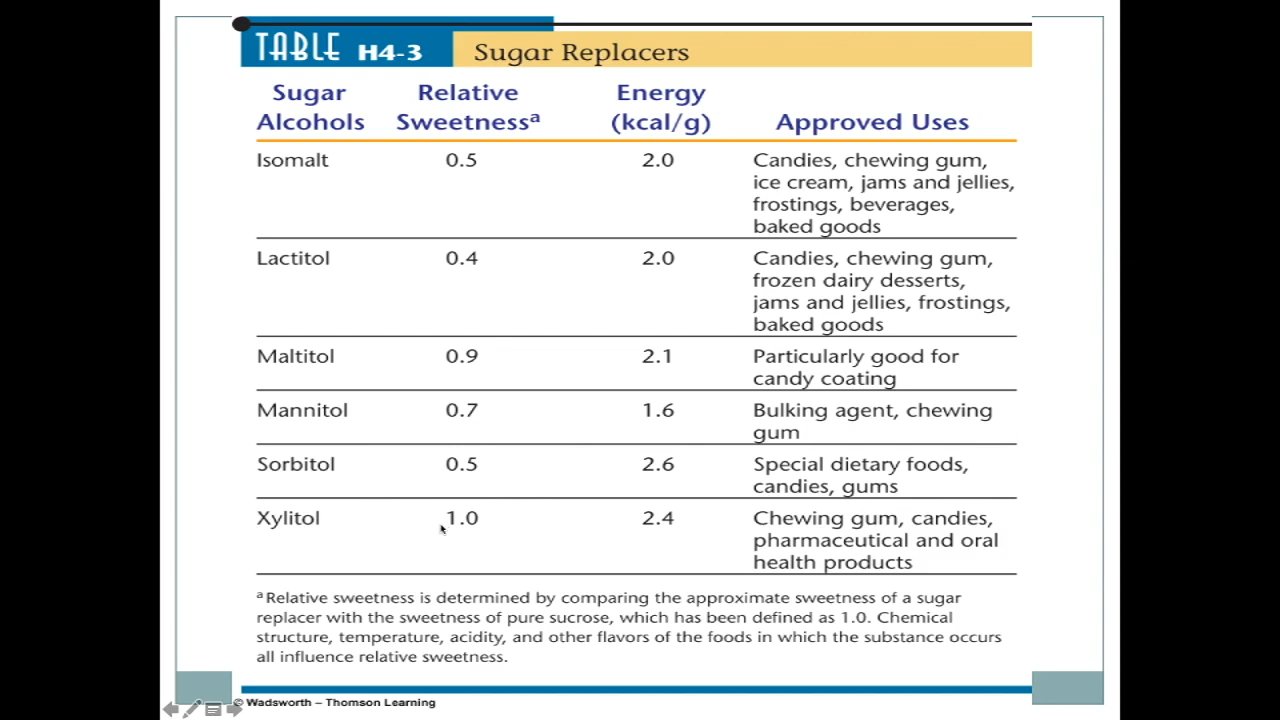 TABLE H4-3 Sugar Replacers
Sugar Alcohols Relative Sweetnessᵃ Energy (kcal/g) Approved Uses
Isomalt 0.5 2.0 Candies, chewing gum,
ice cream, jams and jellies,
frostings, beverages,
baked goods
Lactitol 0.4 2.0 Candies, chewing gum,
frozen dairy desserts,
jams and jellies, frostings,
baked goods
Maltitol 0.9 2.1 Particularly good for
candy coating
Mannitol 0.7 1.6 Bulking agent, chewing
gum
Sorbitol 0.5 2.6 Special dietary foods,
candies, gums
Xylitol 1.0 2.4 Chewing gum, candies,
pharmaceutical and oral
health products
ᵃRelative sweetness is determined by comparing the approximate sweetness of a sugar
replacer with the sweetness of pure sucrose, which has been defined as 1.0. Chemical
structure, temperature, acidity, and other flavors of the foods in which the substance occurs
all influence relative sweetness.
© Wadsworth – Thomson Learning